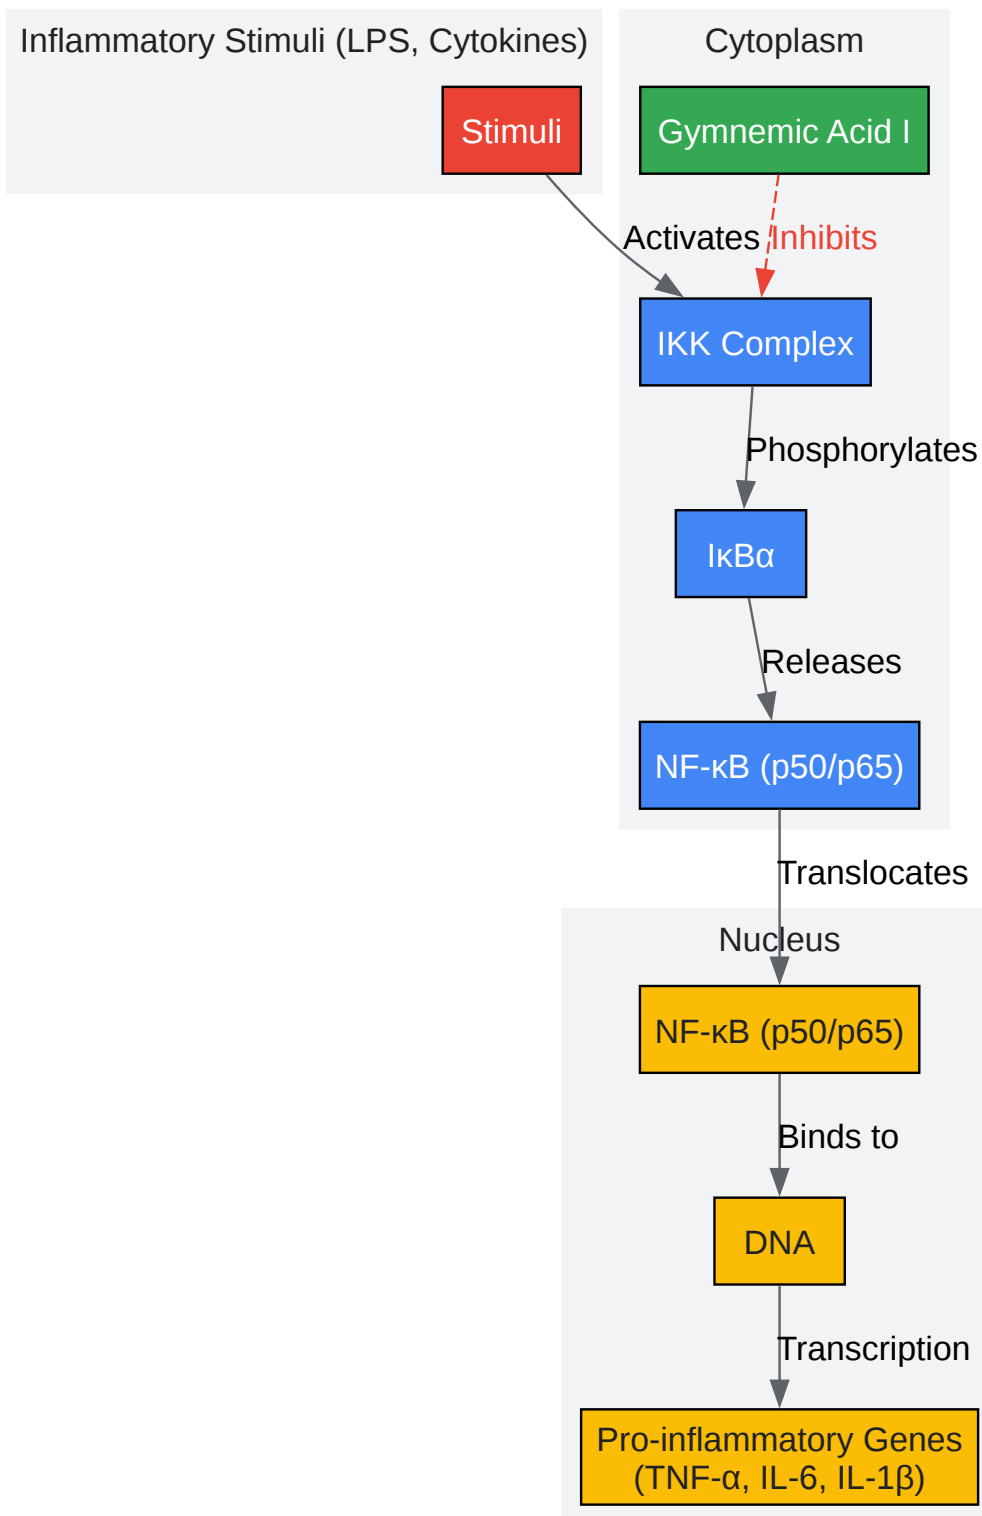 Inflammatory Stimuli (LPS, Cytokines)
Cytoplasm
Stimuli
Gymnemic Acid I
Activates
Inhibits
IKK Complex
Phosphorylates
IκBα
Releases
NF-κB (p50/p65)
Translocates
Nucleus
NF-κB (p50/p65)
Binds to
DNA
Transcription
Pro-inflammatory Genes
(TNF-α, IL-6, IL-1β)